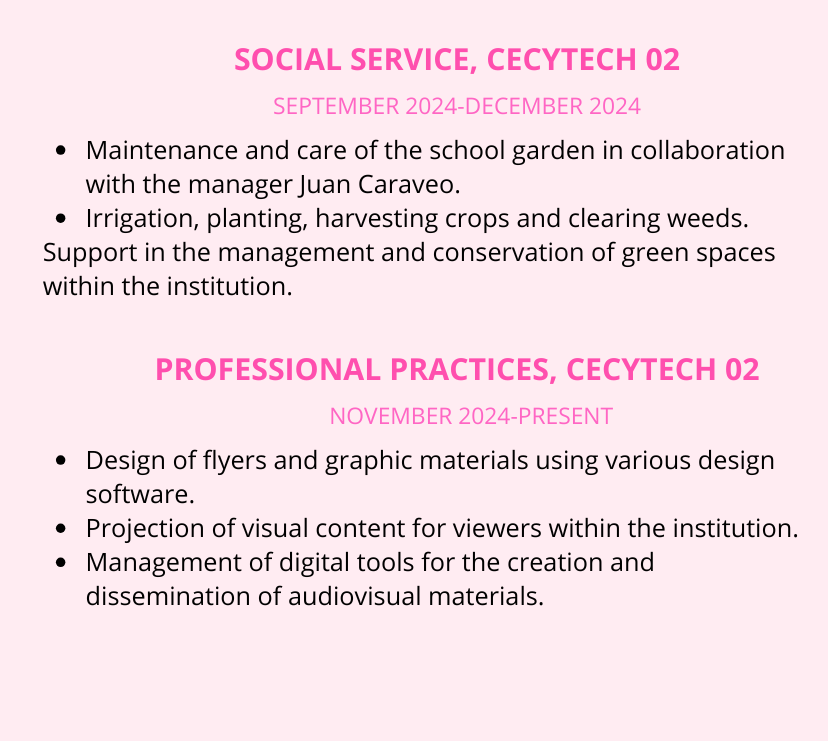 SOCIAL SERVICE, CECYTECH 02
SEPTEMBER 2024-DECEMBER 2024
• Maintenance and care of the school garden in collaboration
with the manager Juan Caraveo.
• Irrigation, planting, harvesting crops and clearing weeds.
Support in the management and conservation of green spaces
within the institution.
PROFESSIONAL PRACTICES, CECYTECH 02
NOVEMBER 2024-PRESENT
• Design of flyers and graphic materials using various design
software.
• Projection of visual content for viewers within the institution.
• Management of digital tools for the creation and
dissemination of audiovisual materials.